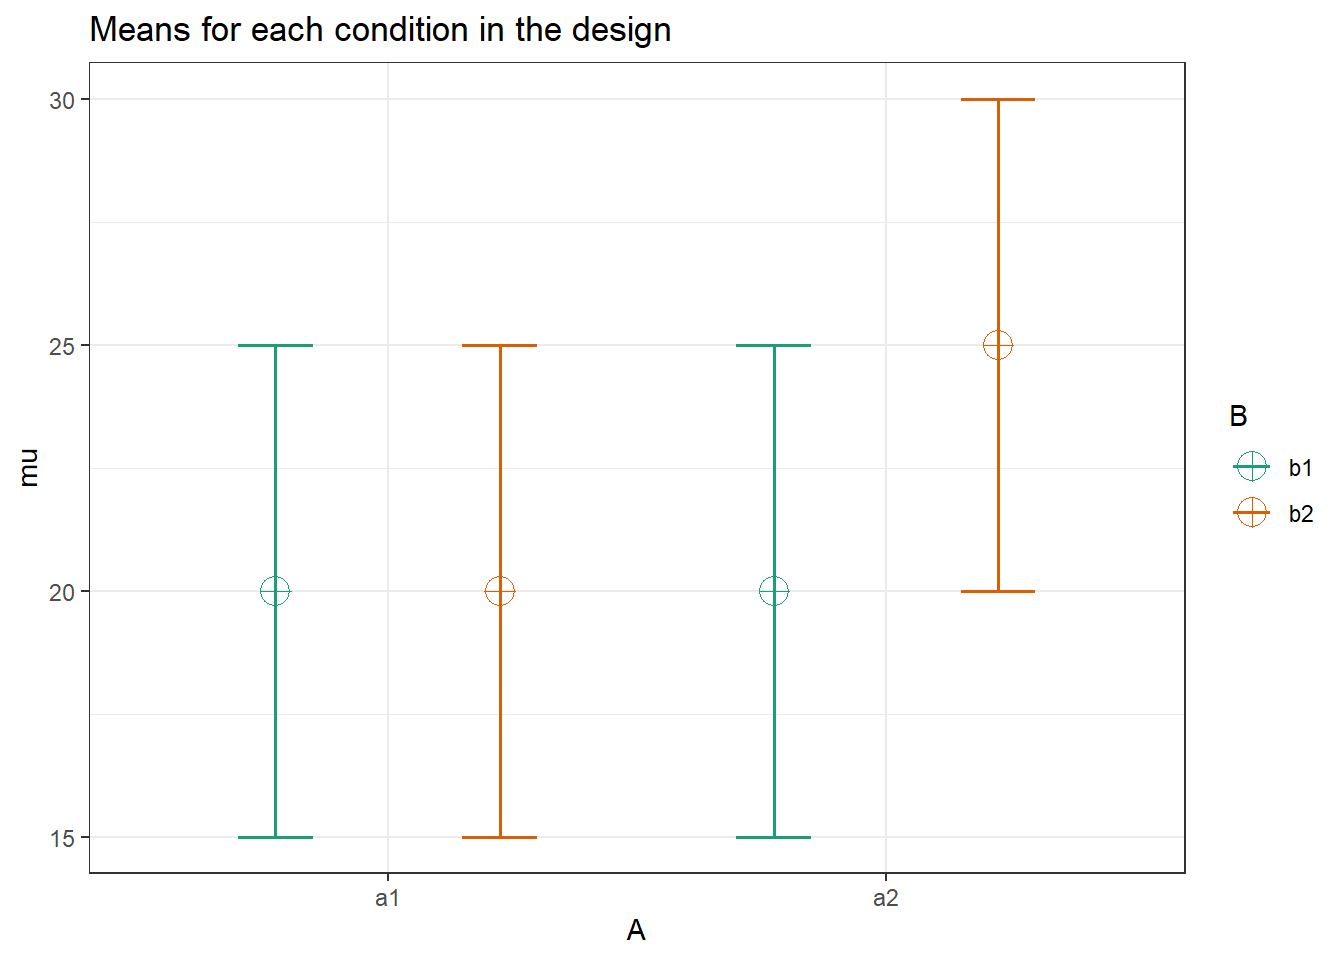 Means for each condition in the design
30
25
20
15
mu
a1
a2
A
B
b1
b2